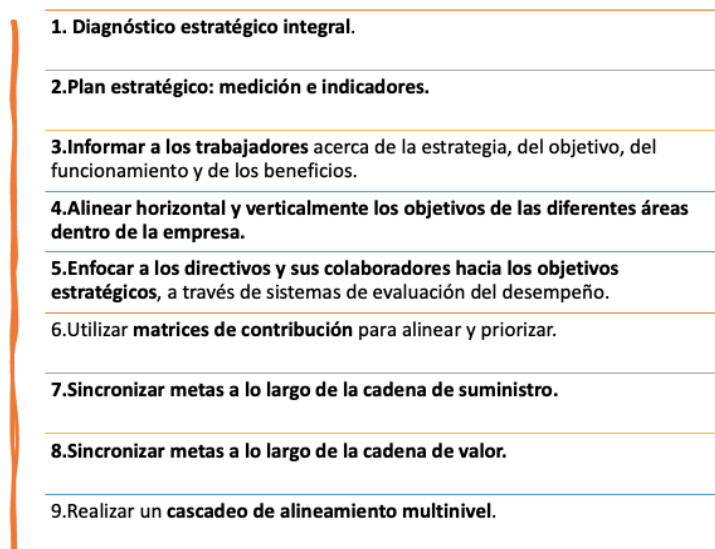 1. Diagnóstico estratégico integral.
2.Plan estratégico: medición e indicadores.
3.Informar a los trabajadores acerca de la estrategia, del objetivo, del
funcionamiento y de los beneficios.
4.Alinear horizontal y verticalmente los objetivos de las diferentes áreas
dentro de la empresa.
5.Enfocar a los directivos y sus colaboradores hacia los objetivos
estratégicos, a través de sistemas de evaluación del desempeño.
6.Utilizar matrices de contribución para alinear y priorizar.
7.Sincronizar metas a lo largo de la cadena de suministro.
8.Sincronizar metas a lo largo de la cadena de valor.
9.Realizar un cascadeo de alineamiento multinivel.